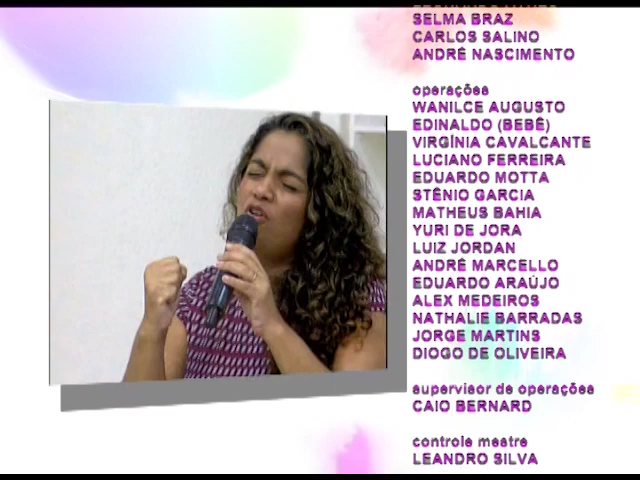 SELMA BRAZ
CARLOS SALINO
ANDRÉ NASCIMENTO
operações
WANILCE AUGUSTO
EDINALDO (BEBÊ)
VIRGÍNIA CAVALCANTE
LUCIANO FERREIRA
EDUARDO MOTTA
STÊNIO GARCIA
MATHEUS BAHIA
YURI DE JORA
LUIZ JORDAN
ANDRÉ MARCELLO
EDUARDO ARAÚJO
ALEX MEDEIROS
NATHALIE BARRADAS
JORGE MARTINS
DIOGO DE OLIVEIRA
supervisor de operações
CAIO BERNARD
controle mestre
LEANDRO SILVA